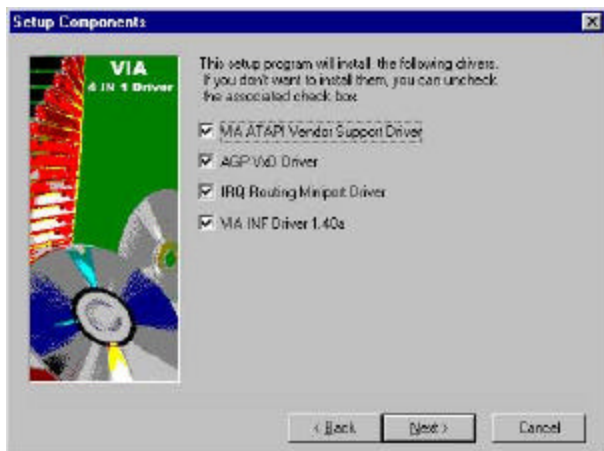 Setup Components
VIA
4 IN 1 Driver
This setup program will install the following drivers.
If you don't want to install them, you can uncheck
the associated check box
VIA ATAPI Vendor Support Driver
AGP VxD Driver
IRQ Routing Miniport Driver
VIA INF Driver 1.40a
< Back
Next >
Cancel